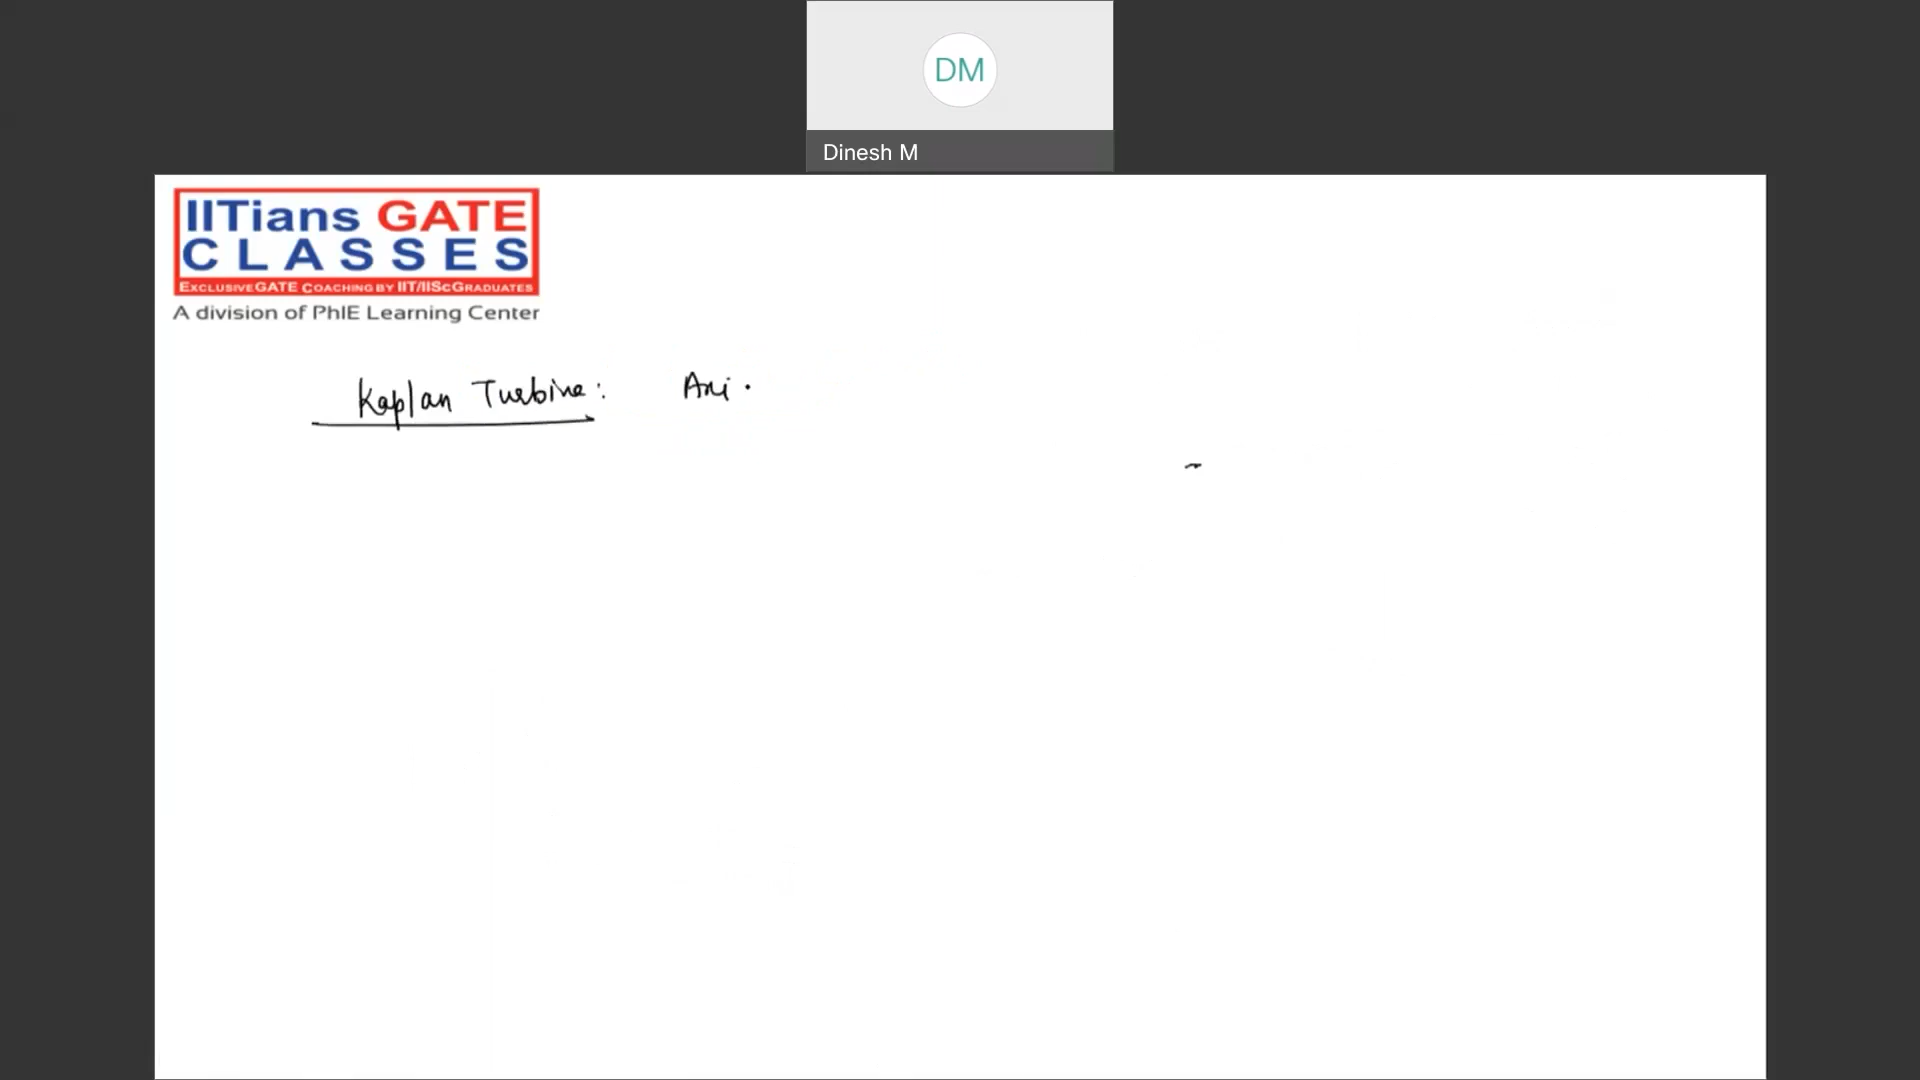 DM
Dinesh M
IITians GATE
CLASSES
EXCLUSIVE GATE COACHING BY IIT/IISc GRADUATES
A division of PhIE Learning Center
Kaplan Turbine: